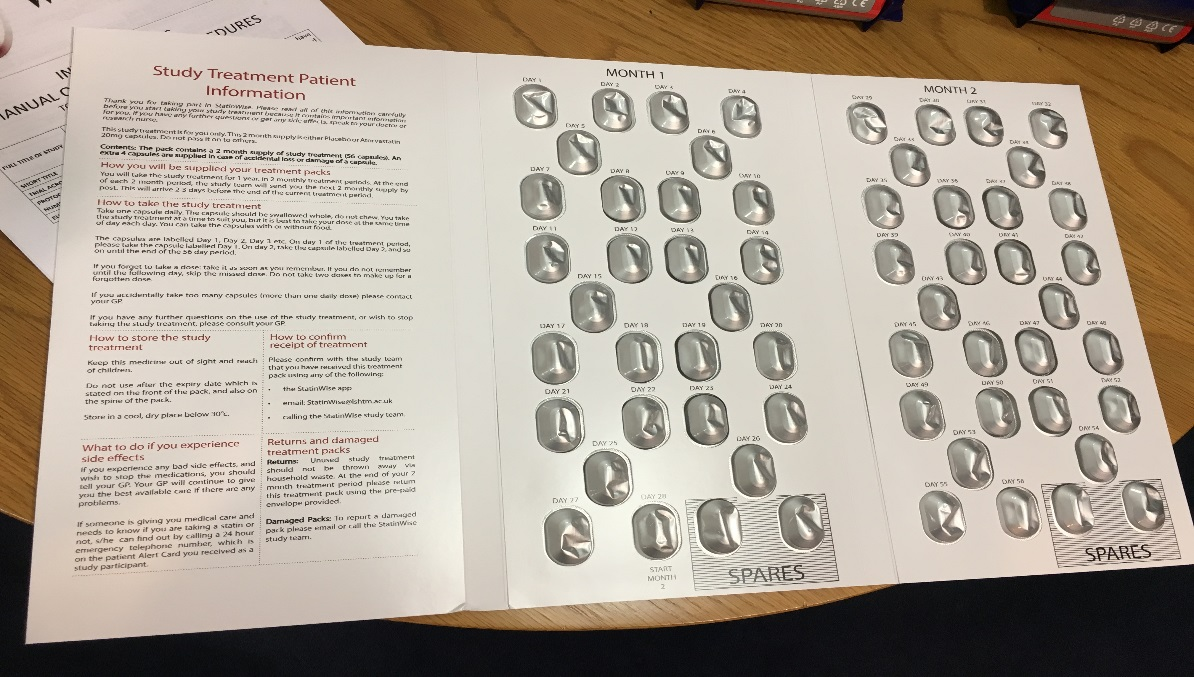 DURES
MANUAL O
FULL TITLE OF STUDY
SHORT TITLE
Study Treatment Patient
Information
Thank you for taking part in StatinWise. Please read all of this information carefully
before you start taking your study treatment because it contains important information
for you. If you have any further questions or get any side effects, speak to your doctor or
research nurse.
This study treatment is for you only. This 2 month supply is either Placebo or Atorvastatin
20mg capsules. Do not pass it on to others.
Contents: The pack contains a 2 month supply of study treatment (56 capsules). An
extra 4 capsules are supplied in case of accidental loss or damage of a capsule.
How you will be supplied your treatment packs
You will take the study treatment for 1 year, in 2 monthly treatment periods. At the end
of each 2 month period, the study team will send you the next 2 monthly supply by
post. This will arrive 2-3 days before the end of the current treatment period.
How to take the study treatment
Take one capsule daily. The capsule should be swallowed whole, do not chew. You take
the study treatment at a time to suit you, but it is best to take your dose at the same time
of day each day. You can take the capsules with or without food.
The capsules are labelled Day 1, Day 2, Day 3 etc. On day 1 of the treatment period,
please take the capsule labelled Day 1. On day 2, take the capsule labelled Day 2, and so
on until the end of the 56 day period.
If you forget to take a dose: take it as soon as you remember. If you do not remember
until the following day, skip the missed dose. Do not take two doses to make up for a
forgotten dose.
If you accidentally take too many capsules (more than one daily dose) please contact
your GP.
If you have any further questions on the use of the study treatment, or wish to stop
taking the study treatment, please consult your GP.
How to store the study
treatment
Keep this medicine out of sight and reach
of children.
Do not use after the expiry date which is
stated on the front of the pack, and also on
the spine of the pack.
Store in a cool, dry place below 30°c.
How to confirm
receipt of treatment
Please confirm with the study team
that you have received this treatment
pack using any of the following:
• the StatinWise app
• email: StatinWise@lshtm.ac.uk
• calling the StatinWise study team.
What to do if you experience
side effects
If you experience any bad side effects, and
wish to stop the medications, you should
tell your GP. Your GP will continue to give
you the best available care if there are any
problems.
If someone is giving you medical care and
needs to know if you are taking a statin or
not, s/he can find out by calling a 24 hour
emergency telephone number, which is
on the patient Alert Card you received as a
study participant.
Returns and damaged
treatment packs
Returns: Unused study treatment
should not be thrown away via
household waste. At the end of your 2
month treatment period please return
this treatment pack using the pre-paid
envelope provided.
Damaged Packs: To report a damaged
pack please email or call the StatinWise
study team.
MONTH 1
DAY 1 DAY 2 DAY 3 DAY 4
DAY 5 DAY 6
DAY 7 DAY 8 DAY 9 DAY 10
DAY 11 DAY 12 DAY 13 DAY 14
DAY 15 DAY 16
DAY 17 DAY 18 DAY 19 DAY 20
DAY 21 DAY 22 DAY 23 DAY 24
DAY 25 DAY 26
DAY 27 DAY 28
START
MONTH
2
SPARES
MONTH 2
DAY 29 DAY 30 DAY 31 DAY 32
DAY 33 DAY 34
DAY 35 DAY 36 DAY 37 DAY 38
DAY 39 DAY 40 DAY 41 DAY 42
DAY 43 DAY 44
DAY 45 DAY 46 DAY 47 DAY 48
DAY 49 DAY 50 DAY 51 DAY 52
DAY 53 DAY 54
DAY 55 DAY 56
SPARES